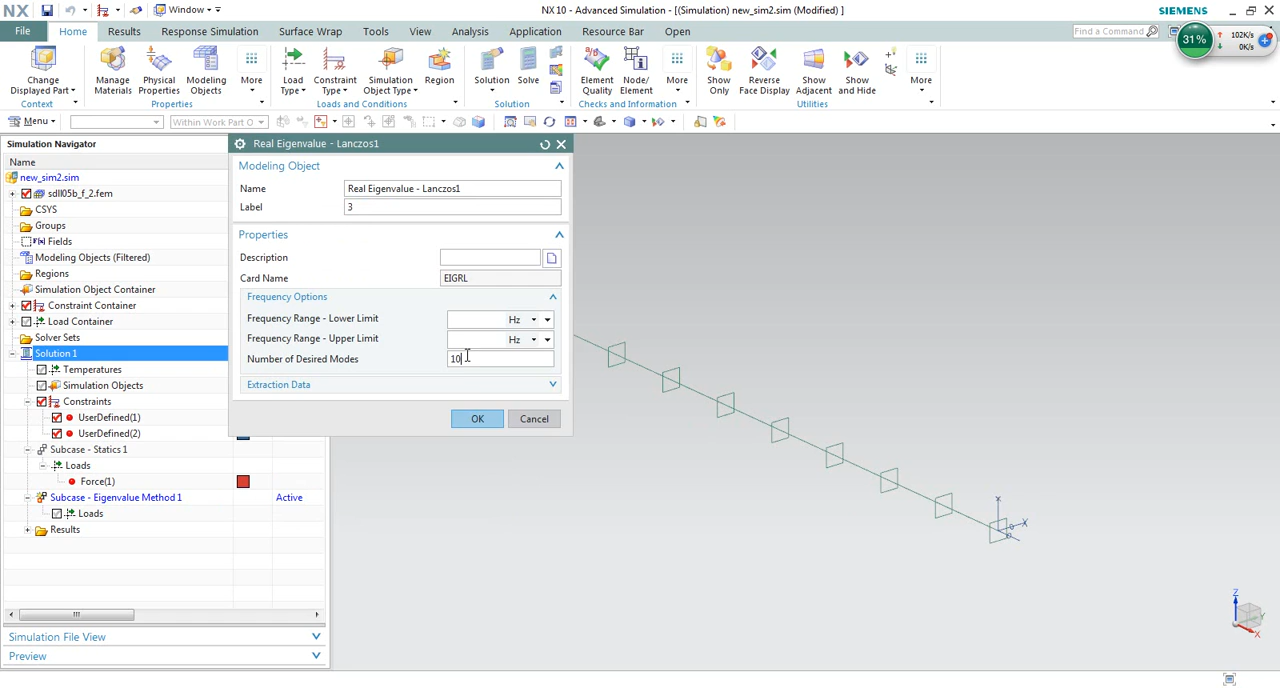 NX Window NX 10 - Advanced Simulation - [(Simulation) new_sim2.sim (Modified) ] SIEMENS
File Home Results Response Simulation Surface Wrap Tools View Analysis Application Resource Bar Open Find a Command
31% 102K/s
0K/s
Change Displayed Part Manage Materials Physical Properties Modeling Objects More Load Type Constraint Type Simulation Object Type Region Solution Solve Element Quality Node/ Element More Show Only Reverse Face Display Show Adjacent Show and Hide More
Context Properties Loads and Conditions Solution Checks and Information Utilities
Menu Within Work Part O
Simulation Navigator
Name
new_sim2.sim
sdll05b_f_2.fem
CSYS
Groups
Fields
Modeling Objects (Filtered)
Regions
Simulation Object Container
Constraint Container
Load Container
Solver Sets
Solution 1
Temperatures
Simulation Objects
Constraints
UserDefined(1)
UserDefined(2)
Subcase - Statics 1
Loads
Force(1)
Subcase - Eigenvalue Method 1 Active
Loads
Results
Simulation File View
Preview
Real Eigenvalue - Lanczos1
Modeling Object
Name Real Eigenvalue - Lanczos1
Label 3
Properties
Description
Card Name EIGRL
Frequency Options
Frequency Range - Lower Limit Hz
Frequency Range - Upper Limit Hz
Number of Desired Modes 10
Extraction Data
OK Cancel
X X
Z
Y
X